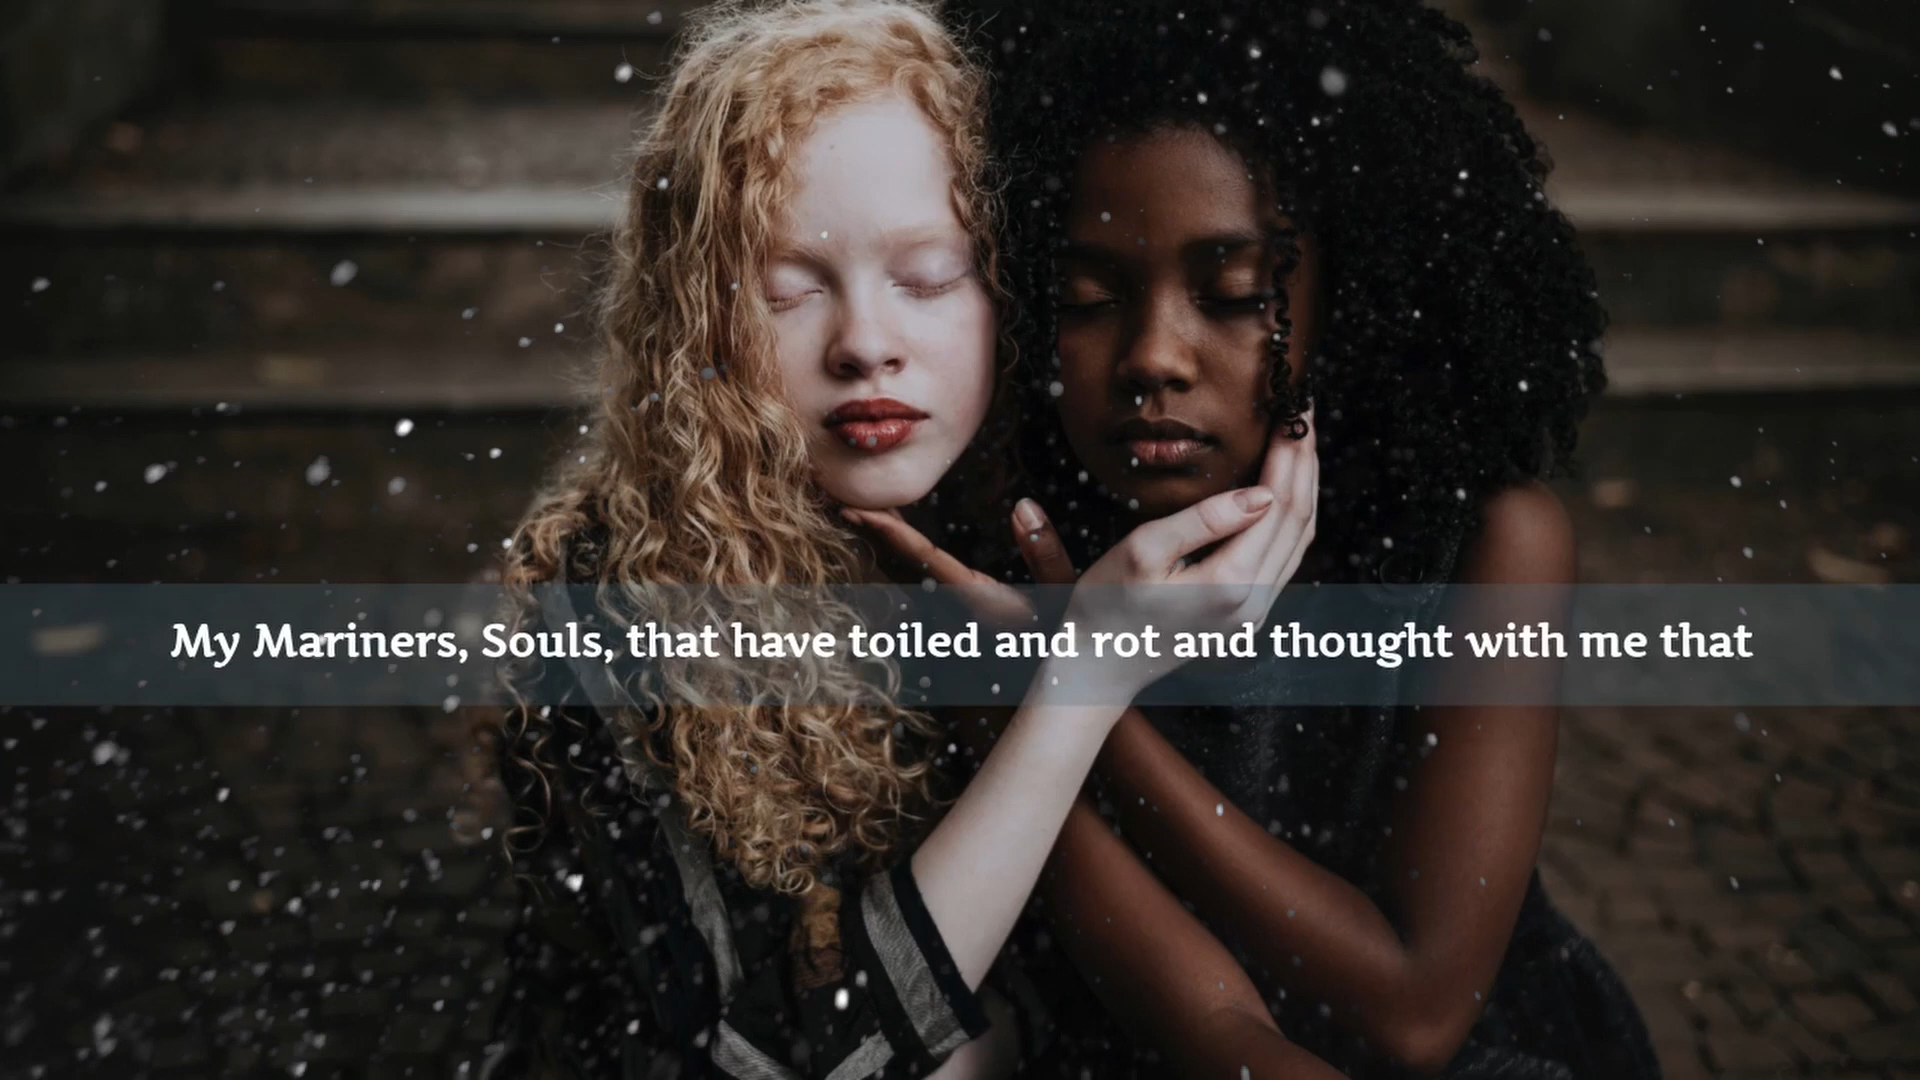 My Mariners, Souls, that have toiled and rot and thought with me that